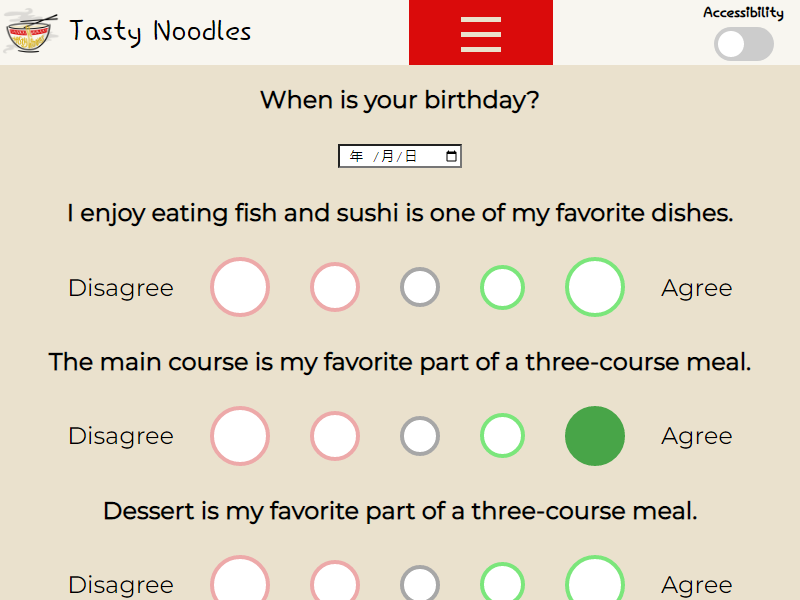 Tasty Noodles
Accessibility
When is your birthday?
年 /月/日
I enjoy eating fish and sushi is one of my favorite dishes.
Disagree Agree
The main course is my favorite part of a three-course meal.
Disagree Agree
Dessert is my favorite part of a three-course meal.
Disagree Agree